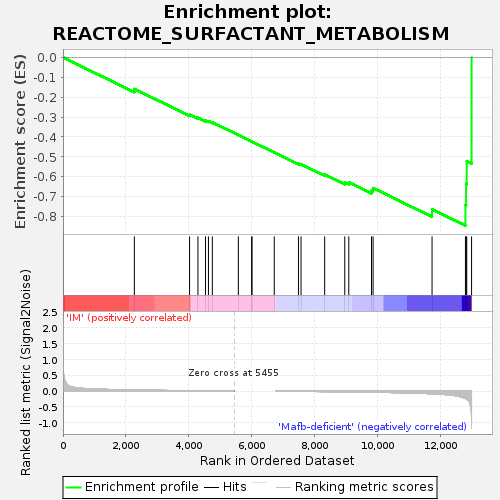 Enrichment plot:
REACTOME_SURFACTANT_METABOLISM
Enrichment score (ES)
0.0
-0.1
-0.2
-0.3
-0.4
-0.5
-0.6
-0.7
-0.8
'IM' (positively correlated)
Ranked list metric (Signal2Noise)
2.5
2.0
1.5
1.0
0.5
0.0
-0.5
-1.0
Zero cross at 5455
'Mafb-deficient' (negatively correlated)
0
2,000
4,000
6,000
8,000
10,000
12,000
Rank in Ordered Dataset
Enrichment profile
Hits
Ranking metric scores